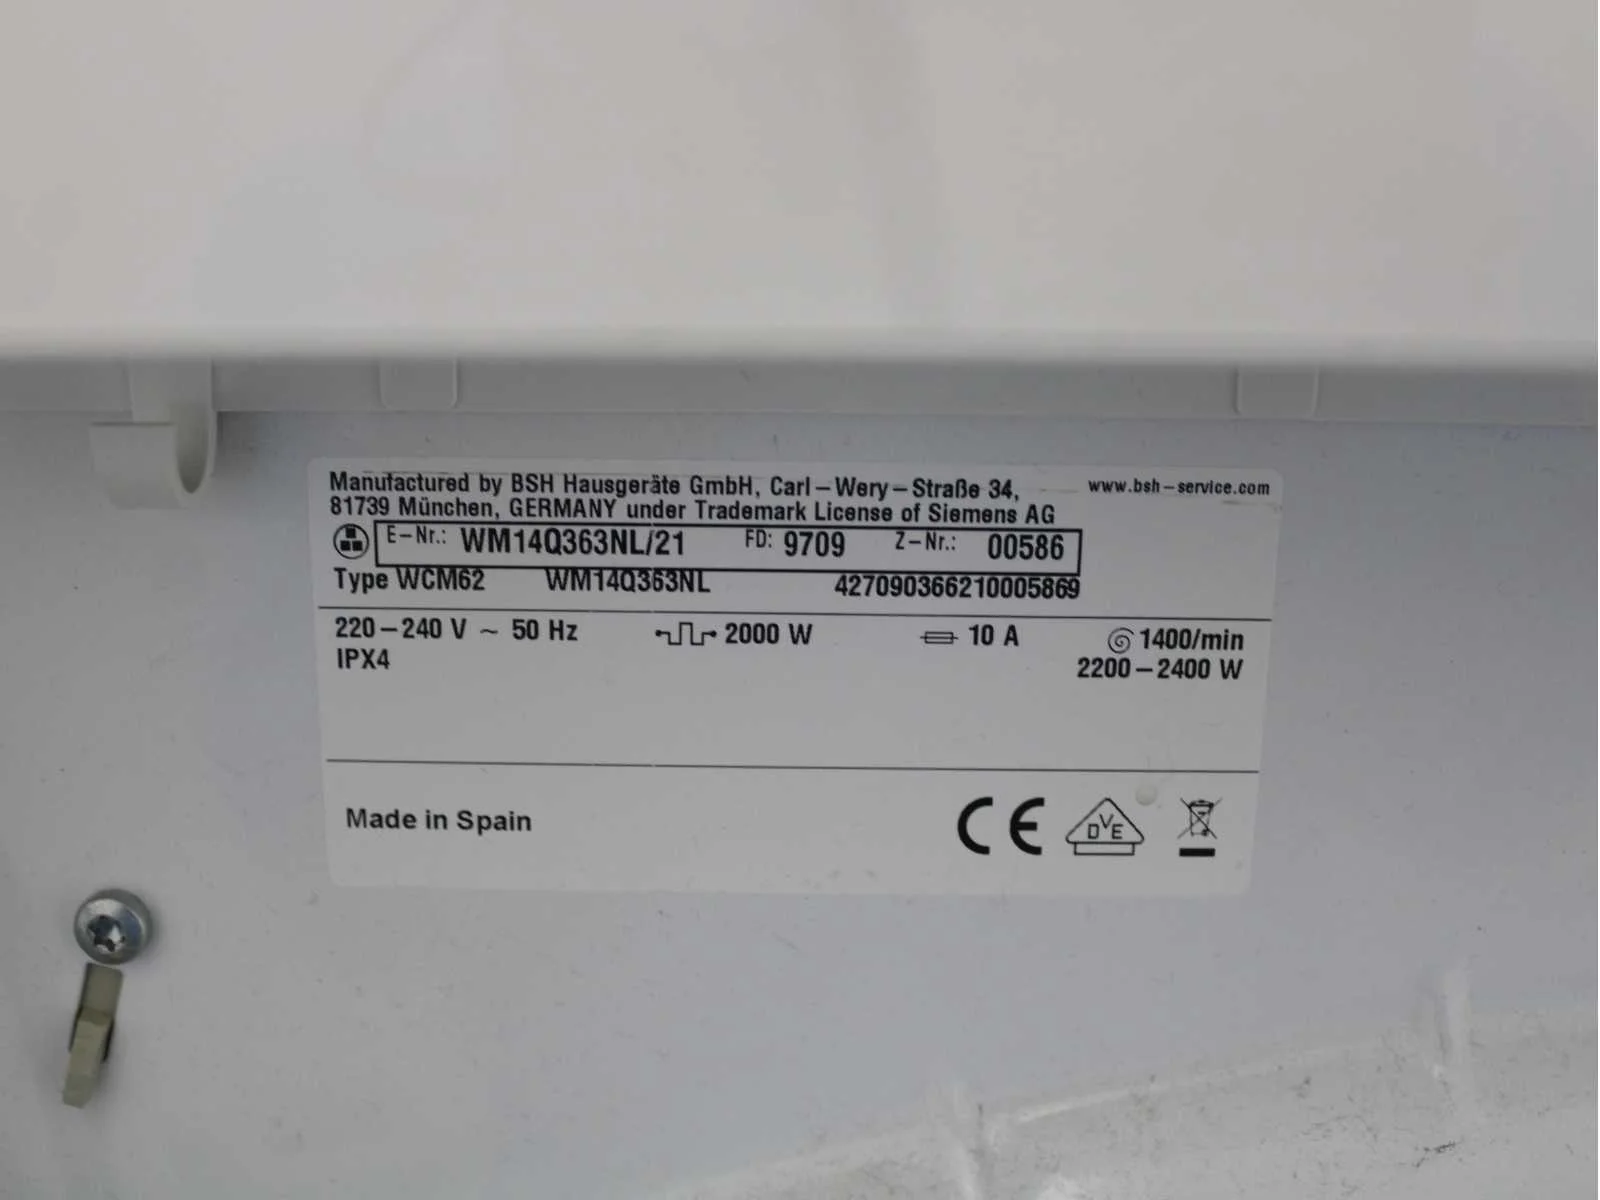 Manufactured by BSH Hausgeräte GmbH, Carl-Wery-Straße 34, www.bsh-service.com
81739 München, GERMANY under Trademark License of Siemens AG
E-Nr.: WM14Q363NL/21 FD: 9709 Z-Nr.: 00586
Type WCM62 WM14Q363NL 427090366210005869
220-240 V ~ 50 Hz 2000 W 10 A 1400/min
IPX4 2200-2400 W
Made in Spain CE DVE